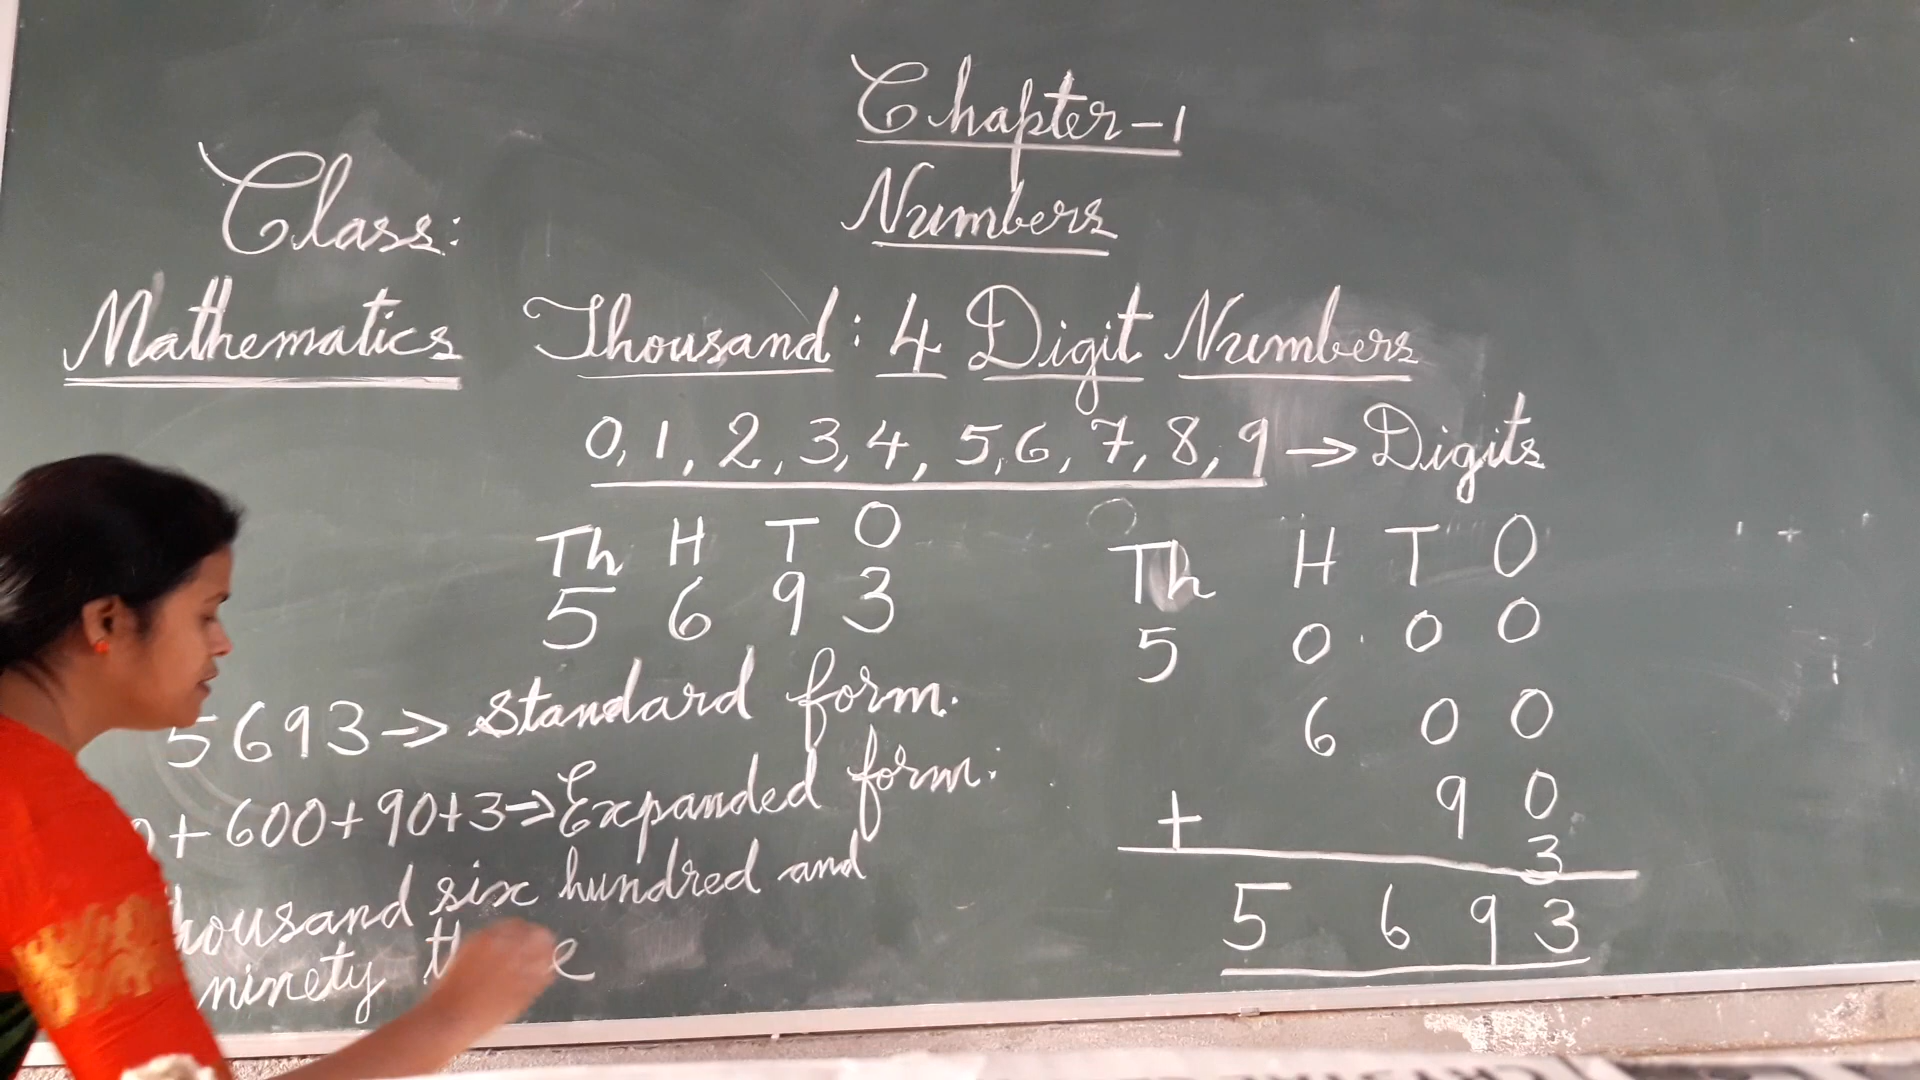 Chapter-1
Numbers
Class:
Mathematics
Thousand: 4 Digit Numbers
0, 1, 2, 3, 4, 5, 6, 7, 8, 9 → Digits
Th H T O
5 6 9 3
5693 → Standard form.
+ 600 + 90 + 3 → Expanded form.
housand six hundred and
ninety
Th H T O
5 0 0 0
6 0 0
+ 9 0
3
5 6 9 3